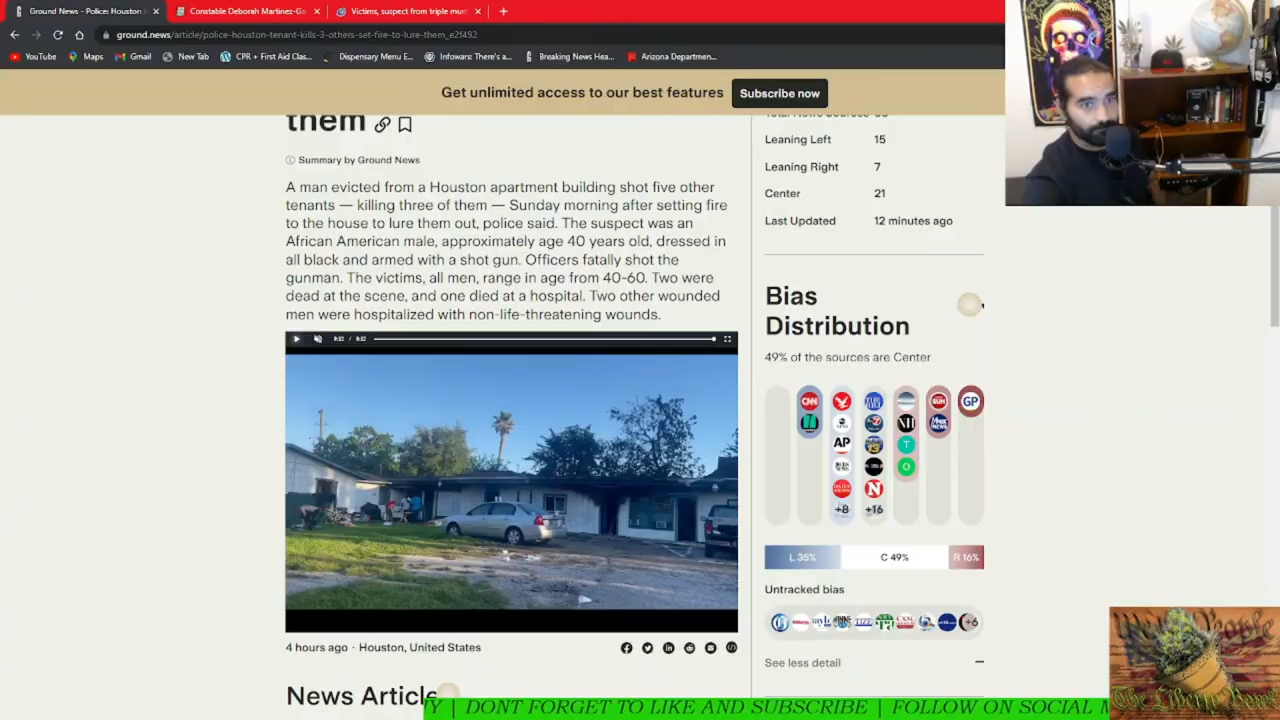 Ground News - Police: Houston
Constable Deborah Martinez-Ga
Victims, suspect from triple mur
ground.news/article/police-houston-tenant-kills-3-others-set-fire-to-lure-them_e2f492
YouTube
Maps
Gmail
New Tab
CPR + First Aid Clas...
Dispensary Menu E...
Infowars: There's a...
Breaking News Hea...
Arizona Departmen...
Get unlimited access to our best features
Subscribe now
them
Summary by Ground News
A man evicted from a Houston apartment building shot five other
tenants — killing three of them — Sunday morning after setting fire
to the house to lure them out, police said. The suspect was an
African American male, approximately age 40 years old, dressed in
all black and armed with a shot gun. Officers fatally shot the
gunman. The victims, all men, range in age from 40-60. Two were
dead at the scene, and one died at a hospital. Two other wounded
men were hospitalized with non-life-threatening wounds.
4 hours ago · Houston, United States
News Article
Leaning Left 15
Leaning Right 7
Center 21
Last Updated 12 minutes ago
Bias
Distribution
49% of the sources are Center
CNN
GP
SUN
AP
N
T
O
+8
+16
L 35%
C 49%
R 16%
Untracked bias
+6
See less detail
The Liberty Bowl
Y | DONT FORGET TO LIKE AND SUBSCRIBE | FOLLOW ON SOCIAL M